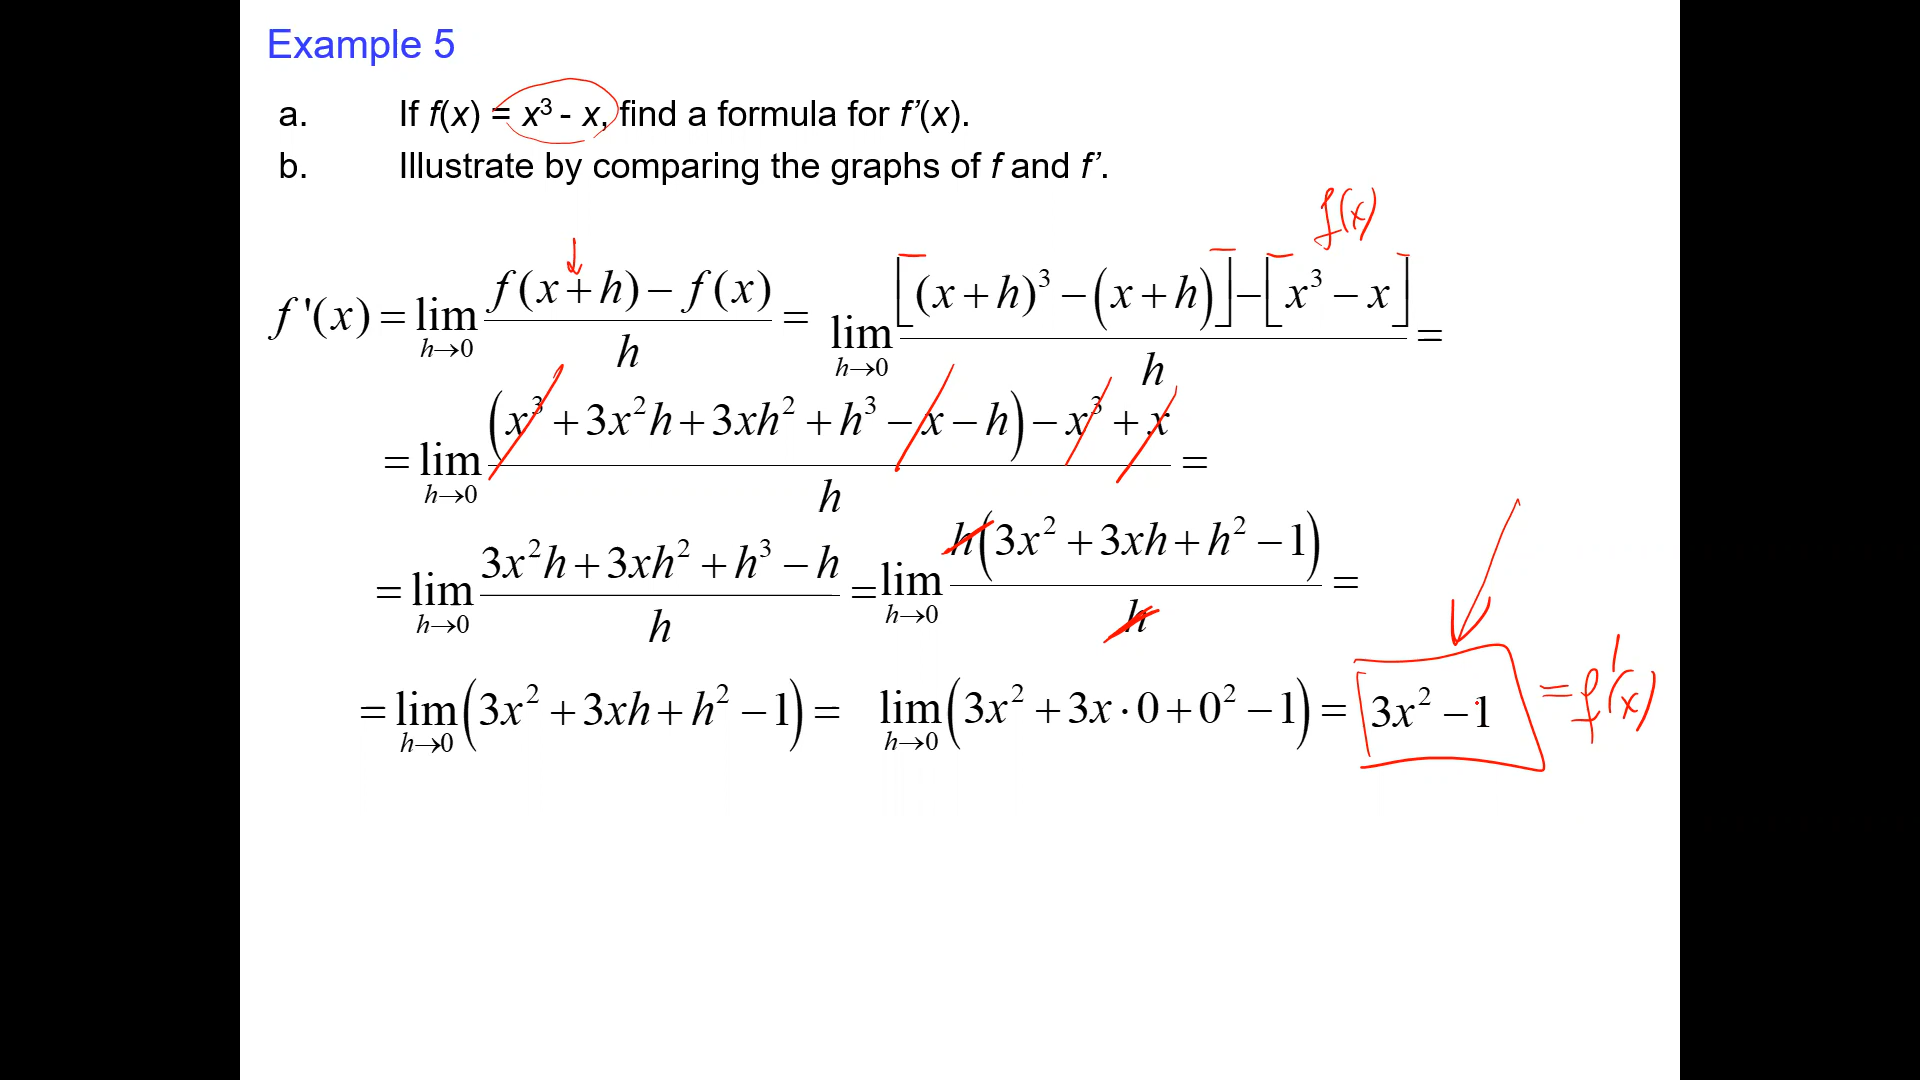 Example 5
a. If f(x) = x³ - x, find a formula for f'(x).
b. Illustrate by comparing the graphs of f and f'.
f(x)
f '(x) = lim_{h→0} (f(x + h) − f(x))/h = lim_{h→0} ([(x + h)³ − (x + h)] − [x³ − x])/h =
= lim_{h→0} ((x³ + 3x²h + 3xh² + h³ − x − h) − x³ + x)/h =
= lim_{h→0} (3x²h + 3xh² + h³ − h)/h = lim_{h→0} (h(3x² + 3xh + h² − 1))/h =
= lim_{h→0} (3x² + 3xh + h² − 1) = lim_{h→0} (3x² + 3x · 0 + 0² − 1) = 3x² − 1 = f'(x)